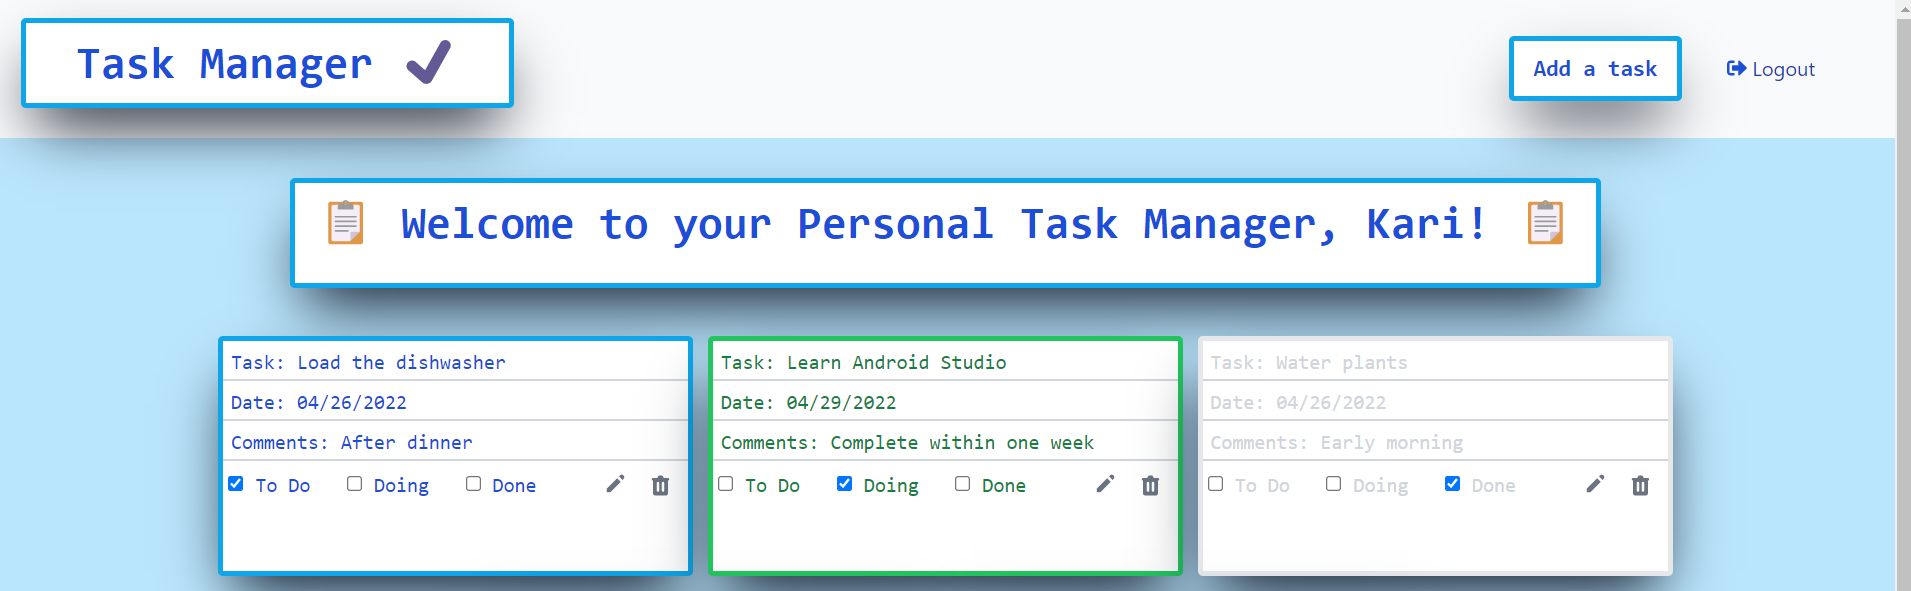 Task Manager
Add a task
Logout
Welcome to your Personal Task Manager, Kari!
Task: Load the dishwasher
Date: 04/26/2022
Comments: After dinner
To Do Doing Done
Task: Learn Android Studio
Date: 04/29/2022
Comments: Complete within one week
To Do Doing Done
Task: Water plants
Date: 04/26/2022
Comments: Early morning
To Do Doing Done